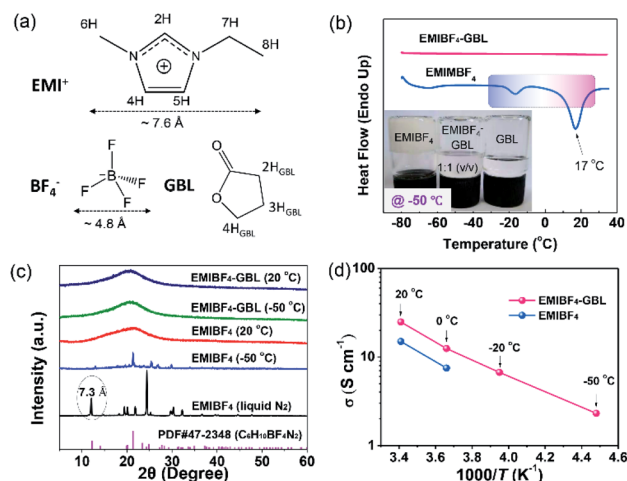 (a)
6H
2H
7H
8H
EMI⁺
4H
5H
~ 7.6 Å
BF₄⁻
F
B
F
F
F
~ 4.8 Å
GBL
O
O
2H_GBL
3H_GBL
4H_GBL
(b)
Heat Flow (Endo Up)
EMIBF₄-GBL
EMIMBF₄
17 °C
EMIBF₄
EMIBF₄-
GBL
GBL
1:1 (v/v)
@ -50 °C
-80
-60
-40
-20
0
20
40
Temperature (°C)
(c)
Intensity (a.u.)
EMIBF₄-GBL (20 °C)
EMIBF₄-GBL (-50 °C)
EMIBF₄ (20 °C)
EMIBF₄ (-50 °C)
7.3 Å
EMIBF₄ (liquid N₂)
PDF#47-2348 (C₆H₁₀BF₄N₂)
10
20
30
40
50
60
2θ (Degree)
(d)
σ (S cm⁻¹)
100
10
1
EMIBF₄-GBL
EMIBF₄
20 °C
0 °C
-20 °C
-50 °C
3.4
3.6
3.8
4.0
4.2
4.4
4.6
1000/T (K⁻¹)